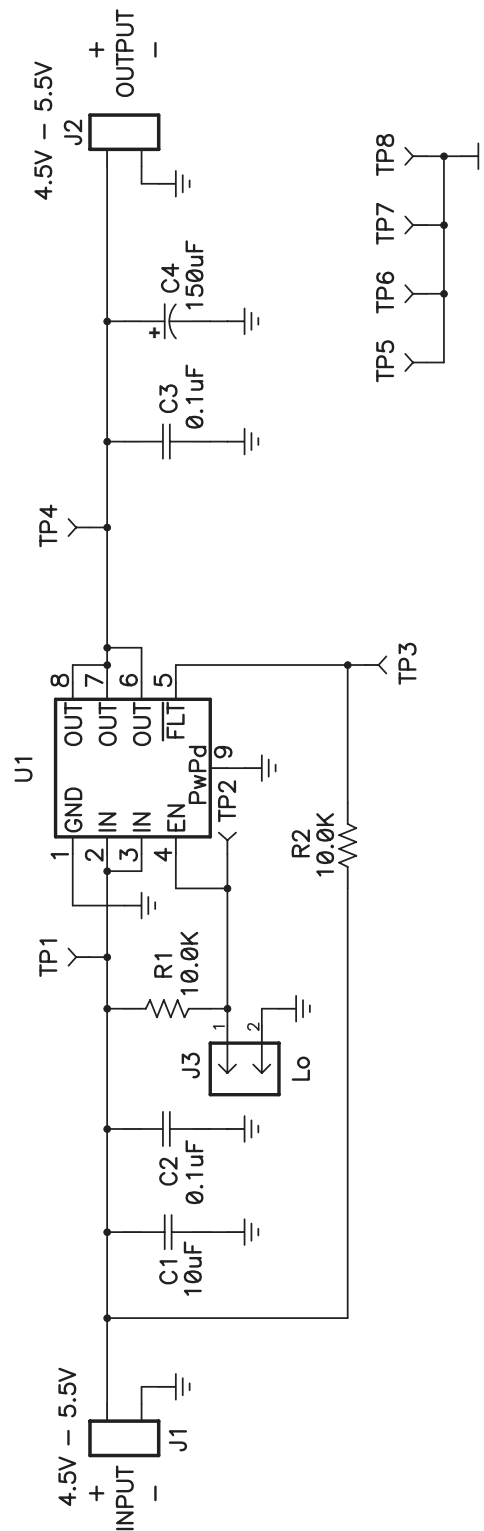 4.5V – 5.5V
+
INPUT
–
J1
C1
10uF
C2
0.1uF
J3
1
2
Lo
R1
10.0K
TP1
TP2
U1
1
GND
2
IN
3
IN
4
EN
8
OUT
7
OUT
6
OUT
5
FLT
9
PwPd
R2
10.0K
TP3
TP4
C3
0.1uF
+
C4
150uF
4.5V – 5.5V
J2
+
OUTPUT
–
TP5
TP6
TP7
TP8